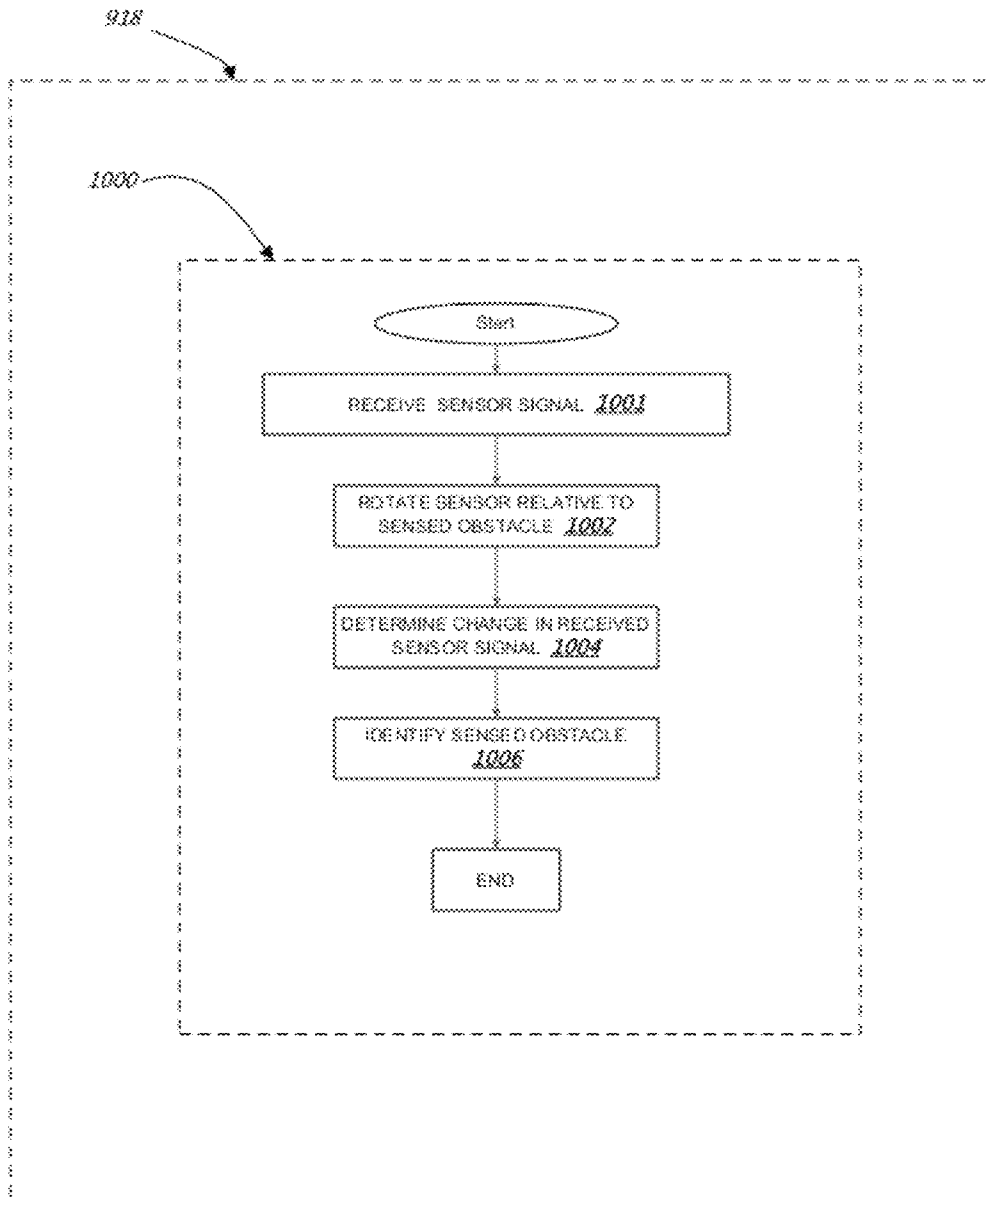 918
1000
Start
RECEIVE SENSOR SIGNAL 1001
ROTATE SENSOR RELATIVE TO
SENSED OBSTACLE 1002
DETERMINE CHANGE IN RECEIVED
SENSOR SIGNAL 1004
IDENTIFY SENSED OBSTACLE
1006
END